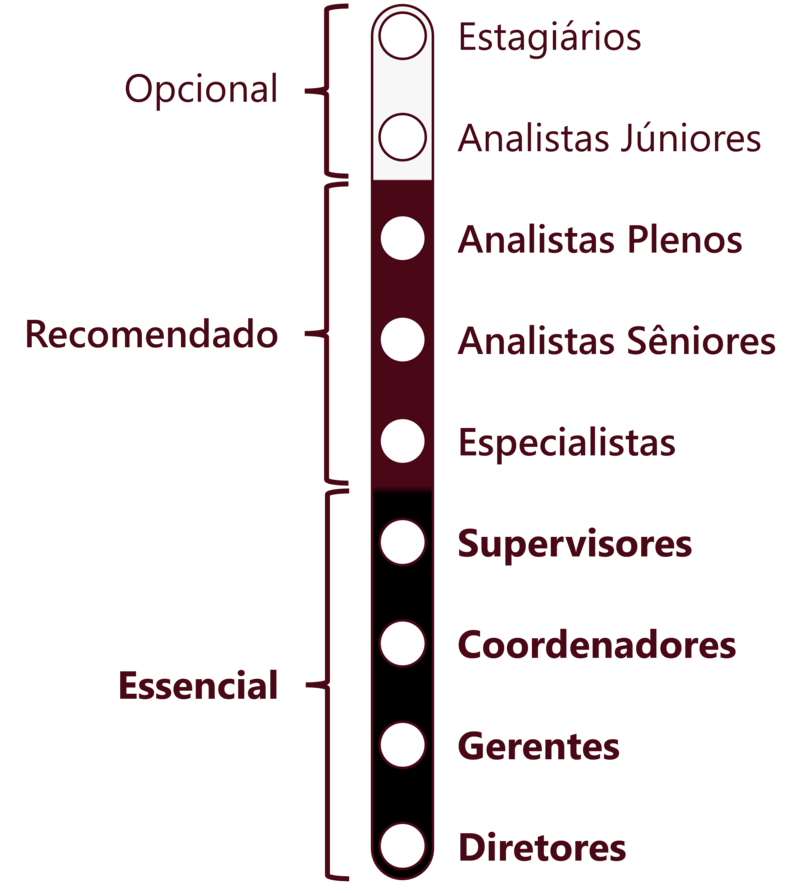 Opcional
Estagiários
Analistas Júniores
Recomendado
Analistas Plenos
Analistas Sêniores
Especialistas
Essencial
Supervisores
Coordenadores
Gerentes
Diretores